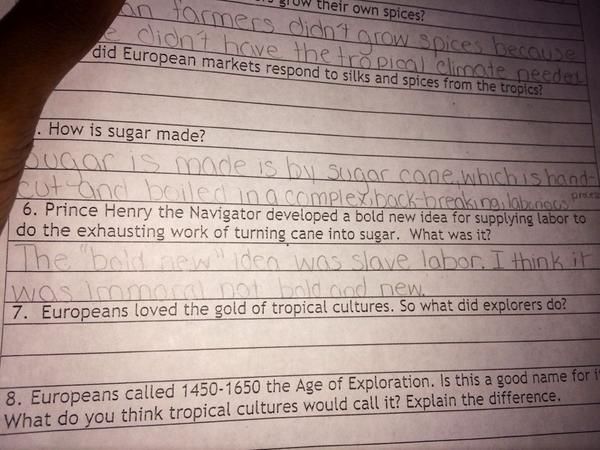 grow their own spices?
an farmers didn't grow spices because
e didn't have the tropical climate needed
did European markets respond to silks and spices from the tropics?
. How is sugar made?
Sugar is made is by sugar cane, which is hand-
cut and boiled in a complex, back-breaking, laborious process
6. Prince Henry the Navigator developed a bold new idea for supplying labor to
do the exhausting work of turning cane into sugar. What was it?
The "bold new" idea was slave labor. I think it
was immoral not bold and new.
7. Europeans loved the gold of tropical cultures. So what did explorers do?
8. Europeans called 1450-1650 the Age of Exploration. Is this a good name for i
What do you think tropical cultures would call it? Explain the difference.